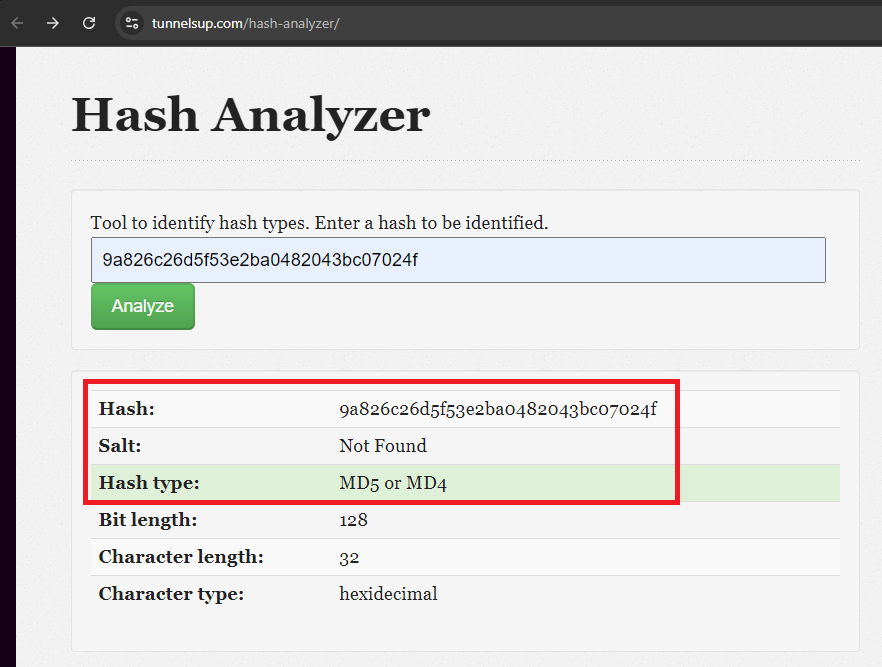 tunnelsup.com/hash-analyzer/
Hash Analyzer
Tool to identify hash types. Enter a hash to be identified.
9a826c26d5f53e2ba0482043bc07024f
Analyze
Hash: 9a826c26d5f53e2ba0482043bc07024f
Salt: Not Found
Hash type: MD5 or MD4
Bit length: 128
Character length: 32
Character type: hexidecimal